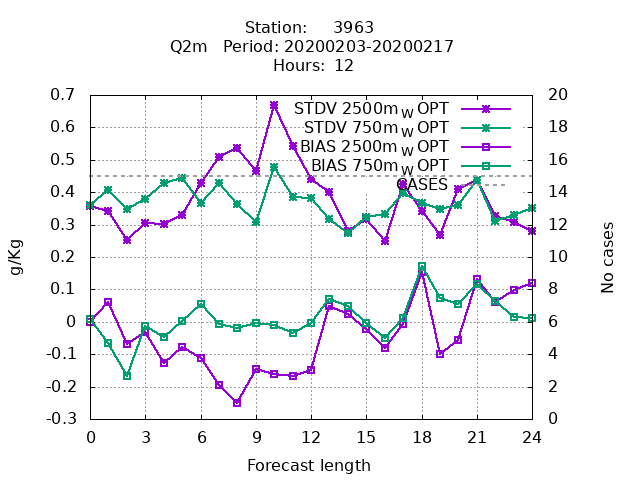 Station: 3963
Q2m Period: 20200203-20200217
Hours: 12
0.7
0.6
0.5
0.4
0.3
0.2
0.1
0
-0.1
-0.2
-0.3
g/Kg
STDV 2500m_W OPT
STDV 750m_W OPT
BIAS 2500m_W OPT
BIAS 750m_W OPT
CASES
20
18
16
14
12
10
8
6
4
2
0
No cases
0 3 6 9 12 15 18 21 24
Forecast length